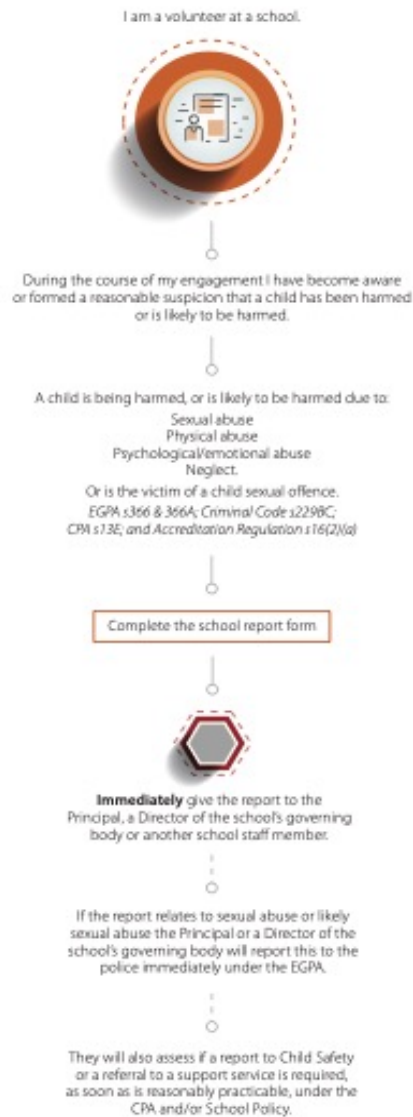 I am a volunteer at a school.
During the course of my engagement I have become aware
or formed a reasonable suspicion that a child has been harmed
or is likely to be harmed.
A child is being harmed, or is likely to be harmed due to:
Sexual abuse
Physical abuse
Psychological/emotional abuse
Neglect.
Or is the victim of a child sexual offence.
EGPA s366 & 366A; Criminal Code s229BC;
CPA s13E; and Accreditation Regulation s16(2)(a)
Complete the school report form
Immediately give the report to the
Principal, a Director of the school's governing
body or another school staff member.
If the report relates to sexual abuse or likely
sexual abuse the Principal or a Director of the
school's governing body will report this to the
police immediately under the EGPA.
They will also assess if a report to Child Safety
or a referral to a support service is required,
as soon as is reasonably practicable, under the
CPA and/or School Policy.